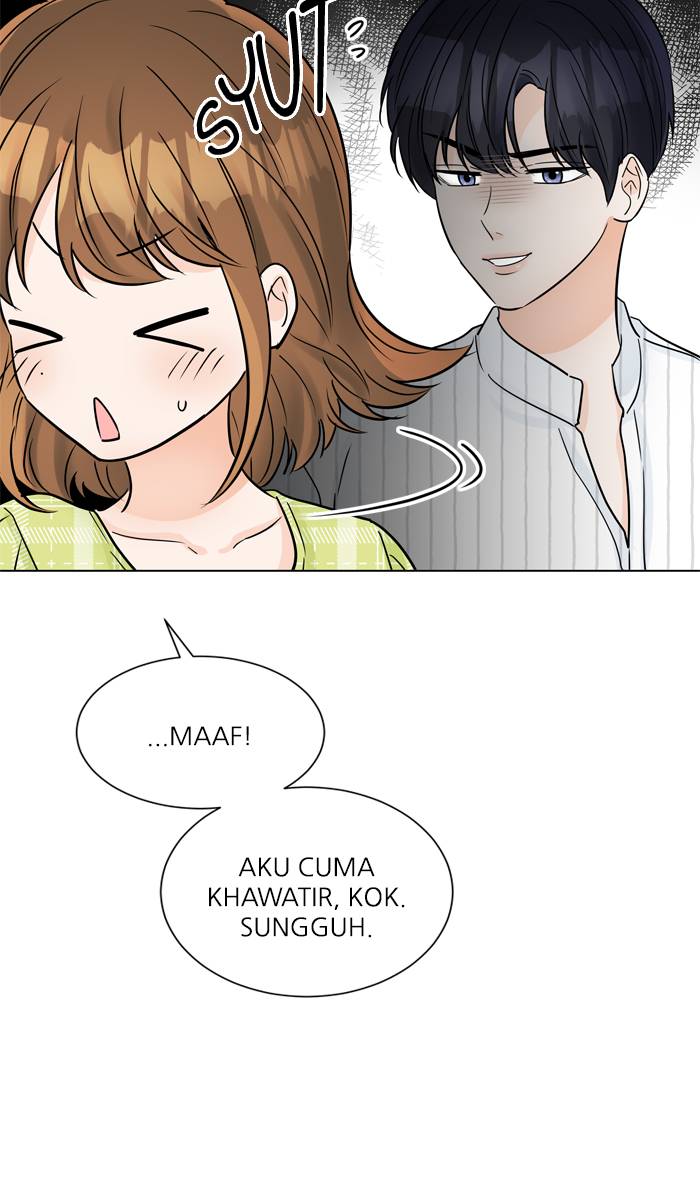 SYUT
...MAAF!
AKU CUMA
KHAWATIR, KOK.
SUNGGUH.